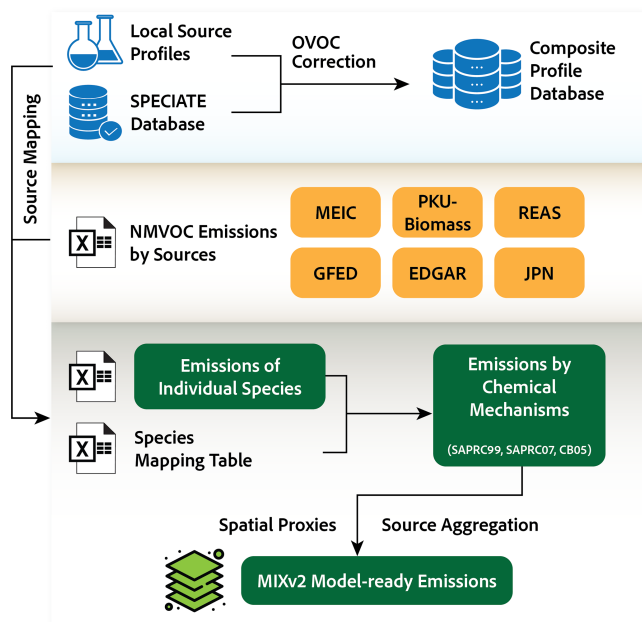 Local Source
Profiles
OVOC
Correction
Composite
Profile
Database
SPECIATE
Database
Source Mapping
NMVOC Emissions
by Sources
MEIC
PKU-
Biomass
REAS
GFED
EDGAR
JPN
X
X
Emissions of
Individual Species
Emissions by
Chemical
Mechanisms
(SAPRC99, SAPRC07, CB05)
X
Species
Mapping Table
Spatial Proxies
Source Aggregation
MIXv2 Model-ready Emissions